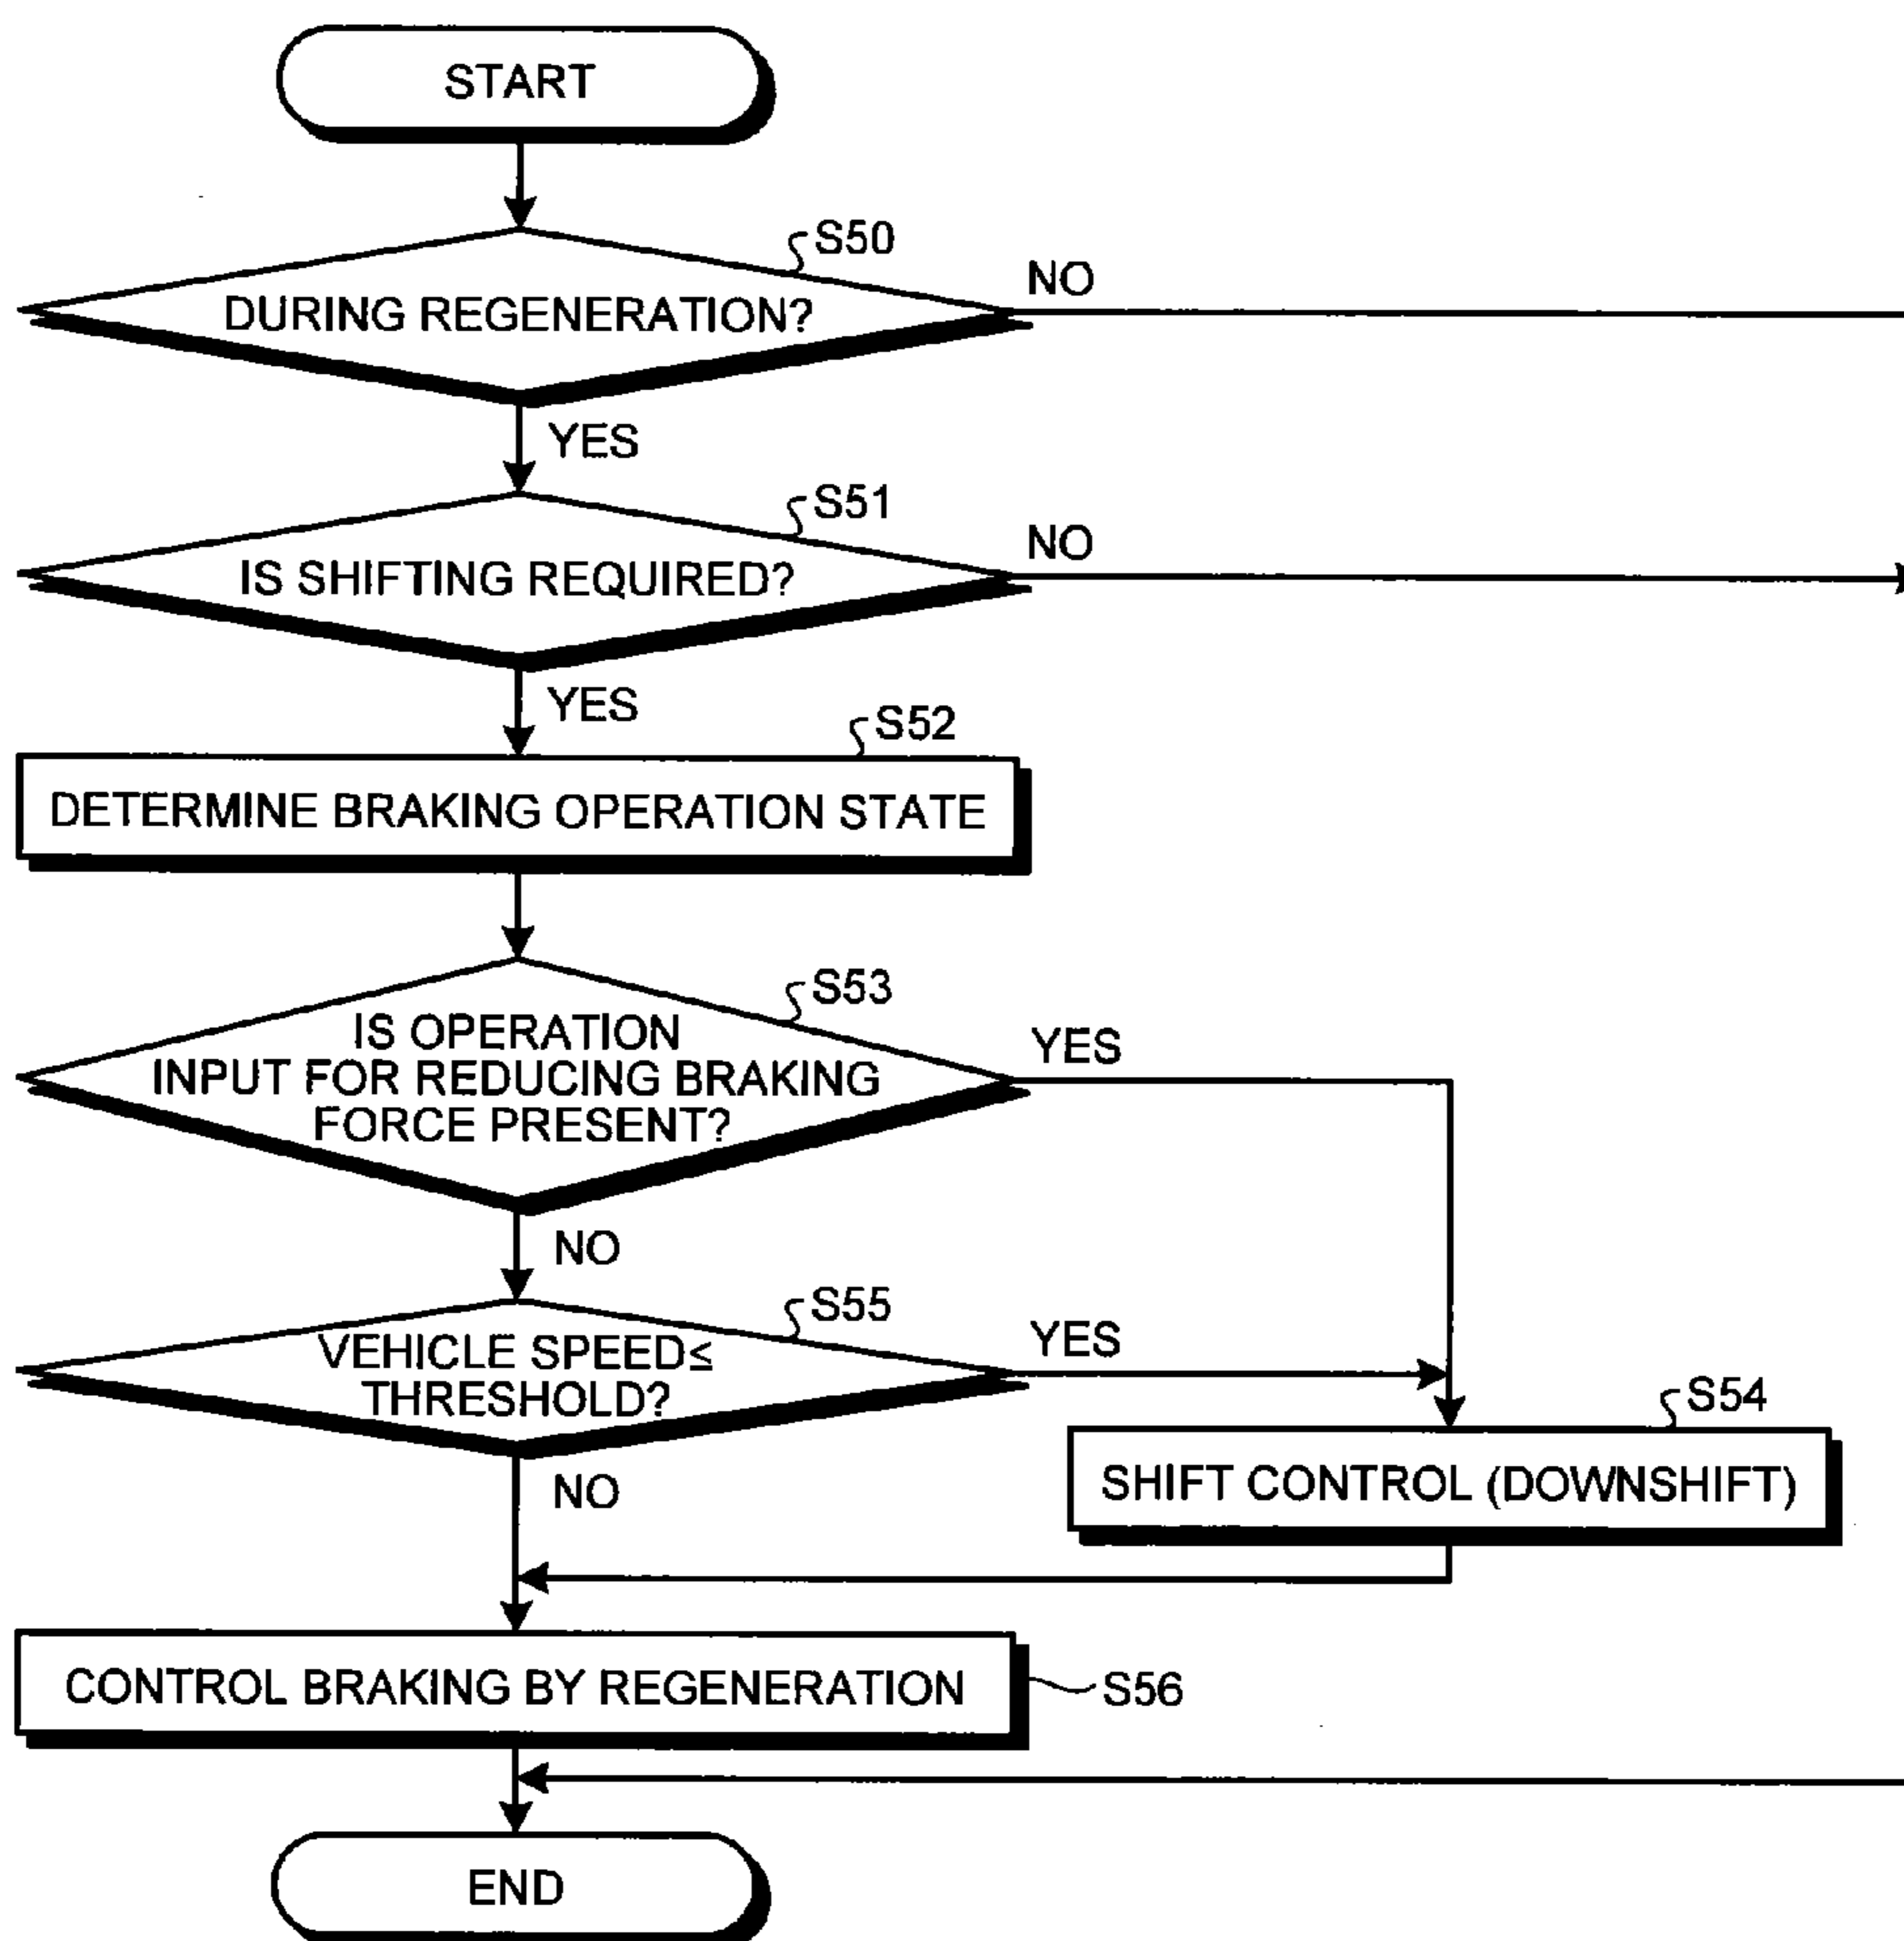 START
S50
DURING REGENERATION?
NO
YES
S51
IS SHIFTING REQUIRED?
NO
YES
S52
DETERMINE BRAKING OPERATION STATE
S53
IS OPERATION
INPUT FOR REDUCING BRAKING
FORCE PRESENT?
YES
NO
S55
VEHICLE SPEED≤
THRESHOLD?
YES
NO
S54
SHIFT CONTROL (DOWNSHIFT)
CONTROL BRAKING BY REGENERATION
S56
END